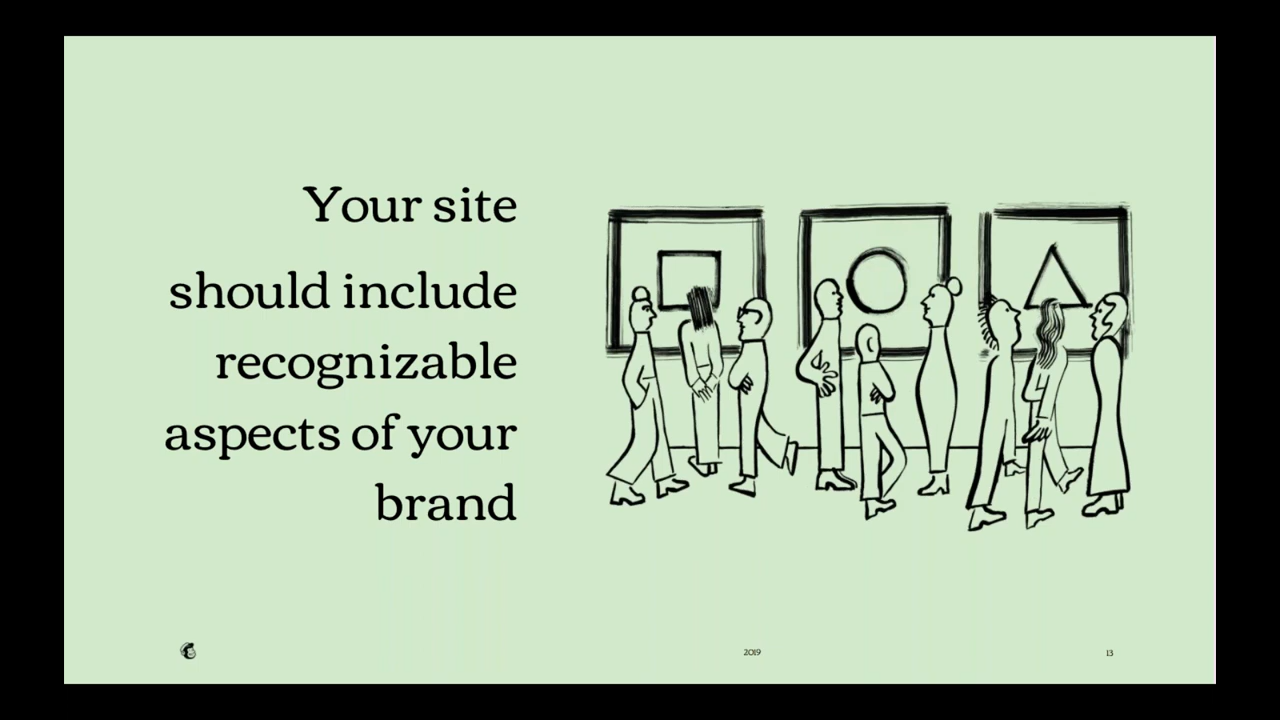 Your site
should include
recognizable
aspects of your
brand
2019
13